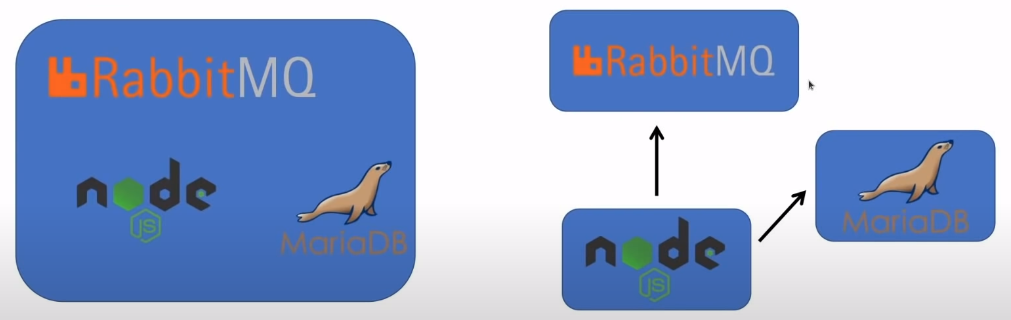 RabbitMQ
node
JS
MariaDB
RabbitMQ
MariaDB
node
JS